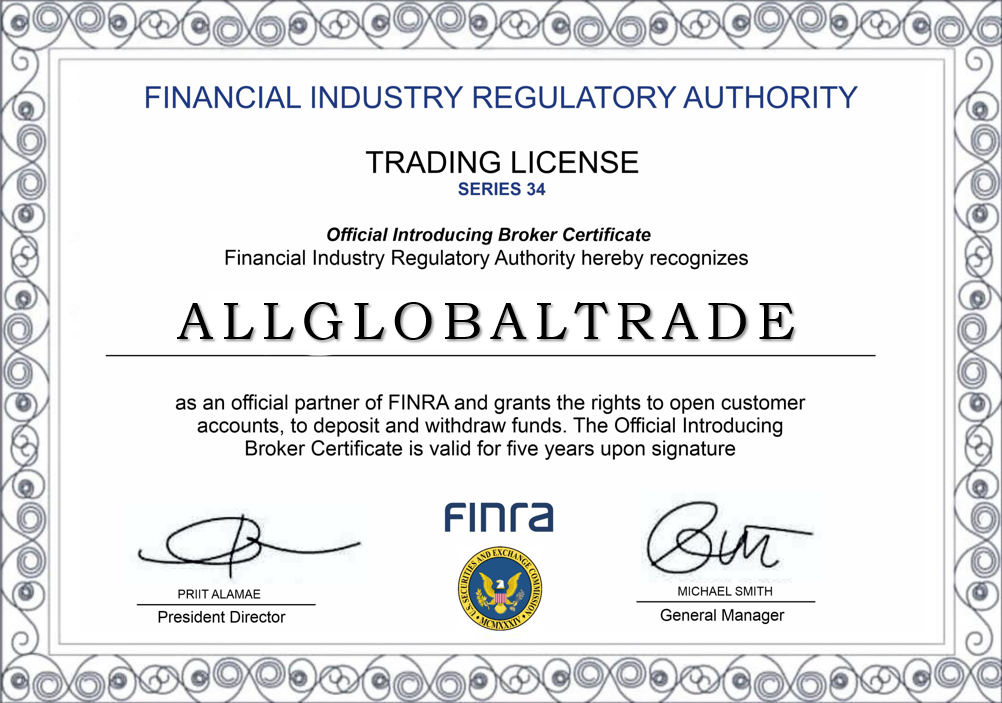 FINANCIAL INDUSTRY REGULATORY AUTHORITY
TRADING LICENSE
SERIES 34
Official Introducing Broker Certificate
Financial Industry Regulatory Authority hereby recognizes
ALLGLOBALTRADE
as an official partner of FINRA and grants the rights to open customer
accounts, to deposit and withdraw funds. The Official Introducing
Broker Certificate is valid for five years upon signature
finra
U.S. SECURITIES AND EXCHANGE COMMISSION
MCMXXXIV
PRIIT ALAMAE
President Director
MICHAEL SMITH
General Manager